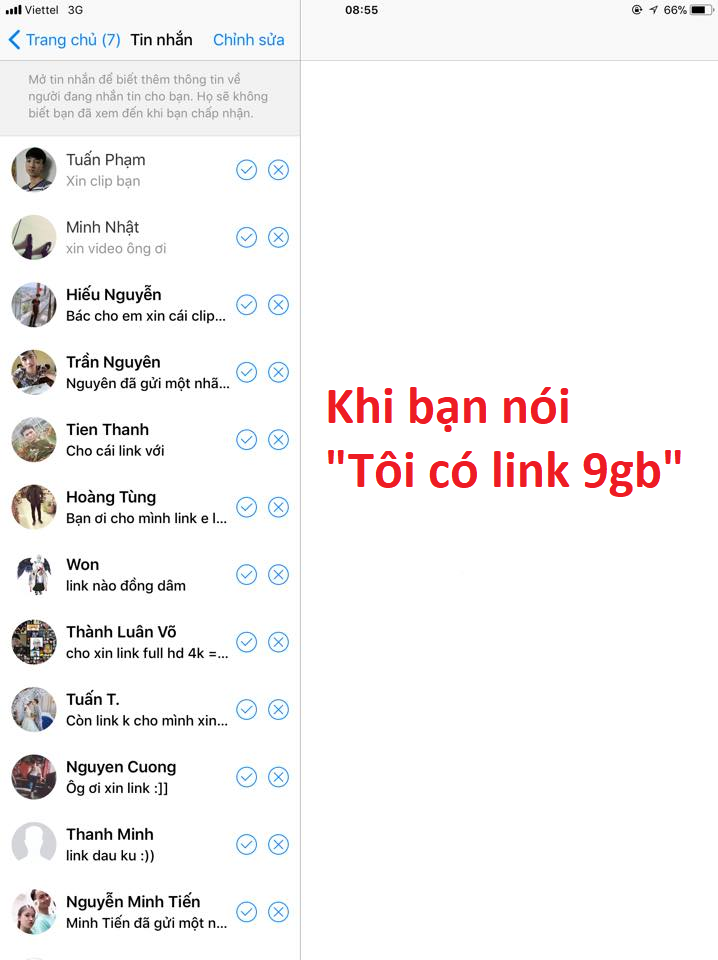 Viettel 3G 08:55 66%
Trang chủ (7) Tin nhắn Chỉnh sửa
Mở tin nhắn để biết thêm thông tin về
người đang nhắn tin cho bạn. Họ sẽ không
biết bạn đã xem đến khi bạn chấp nhận.
Tuấn Phạm
Xin clip bạn
Minh Nhật
xin video ông ơi
Hiếu Nguyễn
Bác cho em xin cái clip...
Trần Nguyên
Nguyên đã gửi một nhã...
Tien Thanh
Cho cái link với
Hoàng Tùng
Bạn ơi cho mình link e l...
Won
link nào đồng dâm
Thành Luân Võ
cho xin link full hd 4k =...
Tuấn T.
Còn link k cho mình xin...
Nguyen Cuong
Ôg ơi xin link :]]
Thanh Minh
link dau ku :))
Nguyễn Minh Tiến
Minh Tiến đã gửi một n...
Khi bạn nói
"Tôi có link 9gb"